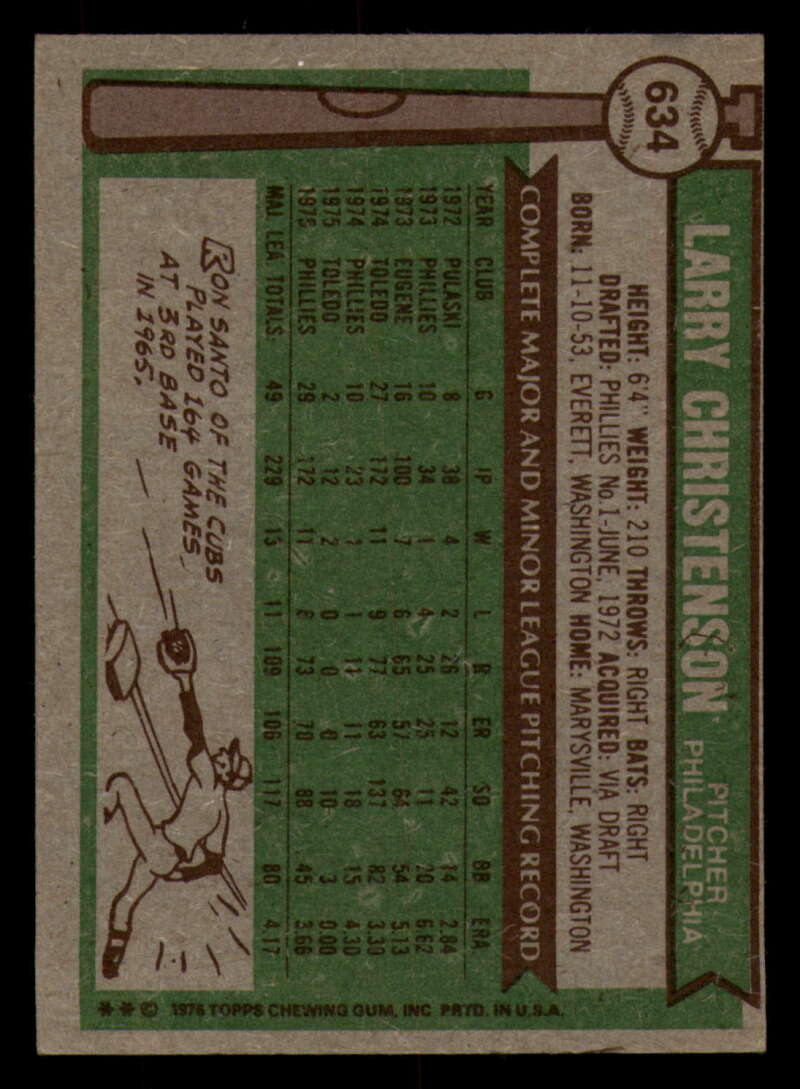 634
LARRY CHRISTENSON
PITCHER
PHILADELPHIA
HEIGHT: 6'4" WEIGHT: 210 THROWS: RIGHT BATS: RIGHT
DRAFTED: PHILLIES No.1-JUNE, 1972 ACQUIRED: VIA DRAFT
BORN: 11-10-53, EVERETT, WASHINGTON HOME: MARYSVILLE, WASHINGTON
COMPLETE MAJOR AND MINOR LEAGUE PITCHING RECORD
YEAR CLUB G IP W L R ER SO BB ERA
1972 PULASKI 8 38 4 2 26 12 42 14 2.84
1973 PHILLIES 10 34 1 4 25 25 11 20 6.62
1973 EUGENE 16 100 7 6 65 57 64 54 5.13
1974 TOLEDO 27 172 11 9 77 63 137 82 3.30
1974 PHILLIES 10 23 1 1 11 11 18 15 4.30
1975 TOLEDO 2 12 2 0 0 0 10 3 0.00
1975 PHILLIES 29 172 11 6 73 70 88 45 3.66
MAJ. LEA. TOTALS 49 229 13 11 109 106 117 80 4.17
RON SANTO OF THE CUBS
PLAYED 164 GAMES
AT 3RD BASE
IN 1965.
**© 1976 TOPPS CHEWING GUM, INC. PRTD. IN U.S.A.